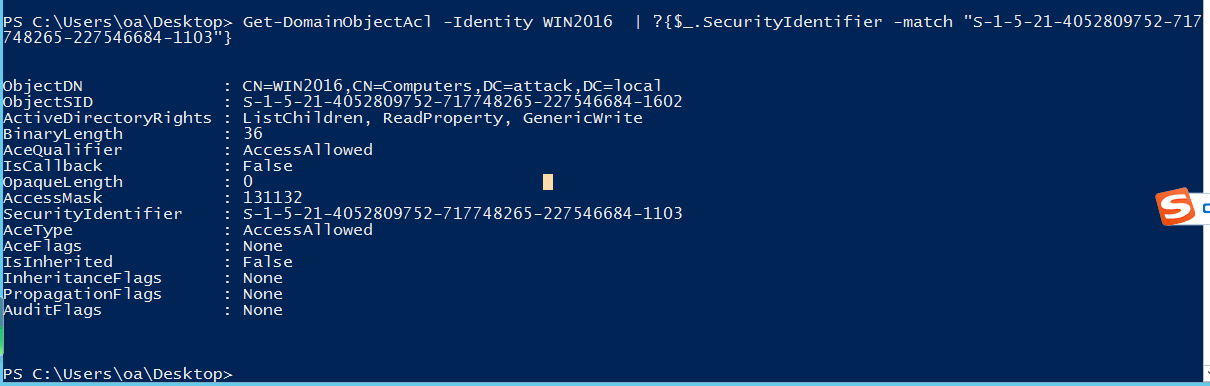 PS C:\Users\oa\Desktop> Get-DomainObjectAcl -Identity WIN2016  | ?{$_.SecurityIdentifier -match "S-1-5-21-4052809752-717
748265-227546684-1103"}
ObjectDN              : CN=WIN2016,CN=Computers,DC=attack,DC=local
ObjectSID             : S-1-5-21-4052809752-717748265-227546684-1602
ActiveDirectoryRights : ListChildren, ReadProperty, GenericWrite
BinaryLength          : 36
AceQualifier          : AccessAllowed
IsCallback            : False
OpaqueLength          : 0
AccessMask            : 131132
SecurityIdentifier    : S-1-5-21-4052809752-717748265-227546684-1103
AceType               : AccessAllowed
AceFlags              : None
IsInherited           : False
InheritanceFlags      : None
PropagationFlags      : None
AuditFlags            : None
PS C:\Users\oa\Desktop>
S